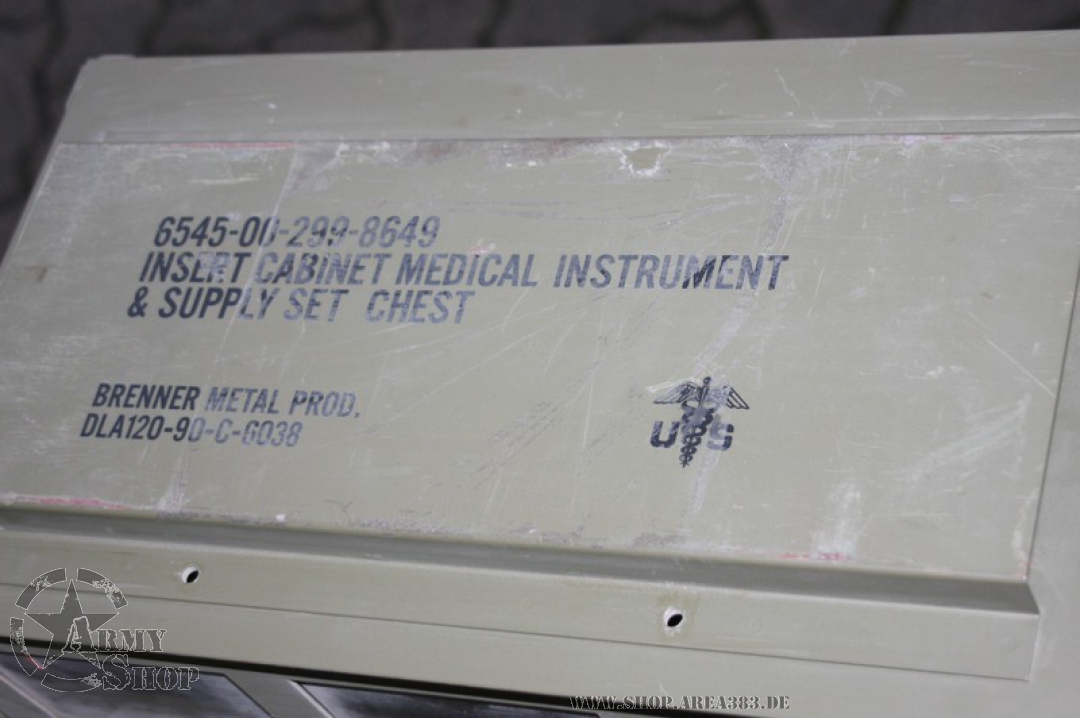 6545-00-299-8649
INSERT CABINET MEDICAL INSTRUMENT
& SUPPLY SET CHEST
BRENNER METAL PROD.
DLA120-90-C-6038
U S
ARMY
SHOP
WWW.SHOP.AREA383.DE